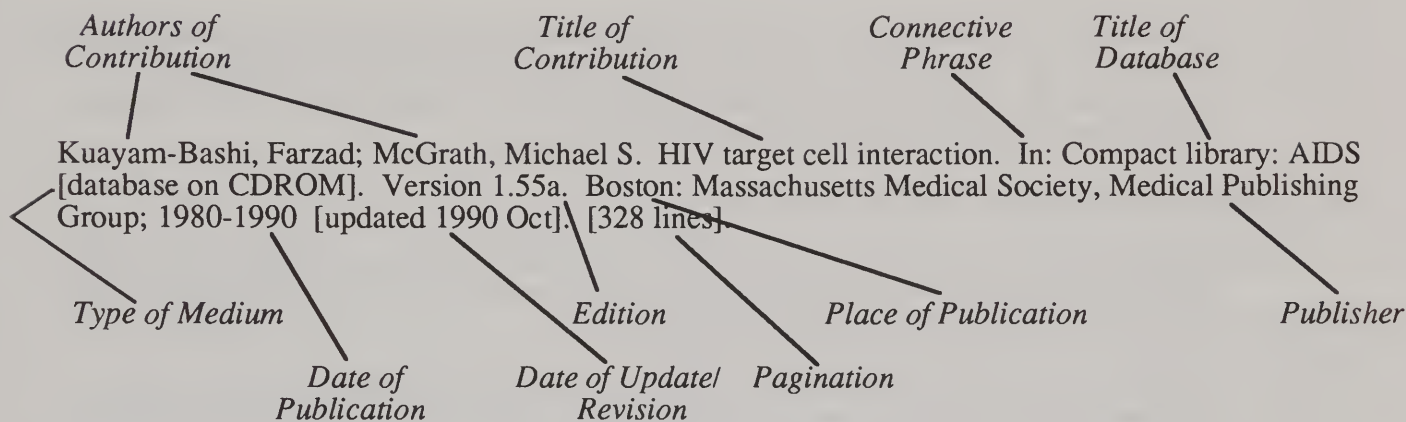 Authors of Contribution
Title of Contribution
Connective Phrase
Title of Database
Kuayam-Bashi, Farzad; McGrath, Michael S. HIV target cell interaction. In: Compact library: AIDS
[database on CDROM]. Version 1.55a. Boston: Massachusetts Medical Society, Medical Publishing
Group; 1980-1990 [updated 1990 Oct]. [328 lines].
Type of Medium
Edition
Place of Publication
Publisher
Date of Publication
Date of Update/ Revision
Pagination